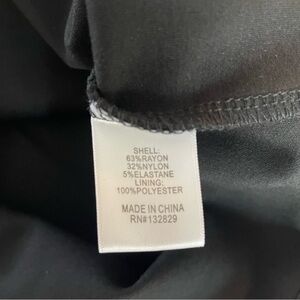 SHELL:
63%RAYON
32%NYLON
5%ELASTANE
LINING:
100%POLYESTER
MADE IN CHINA
RN#132829